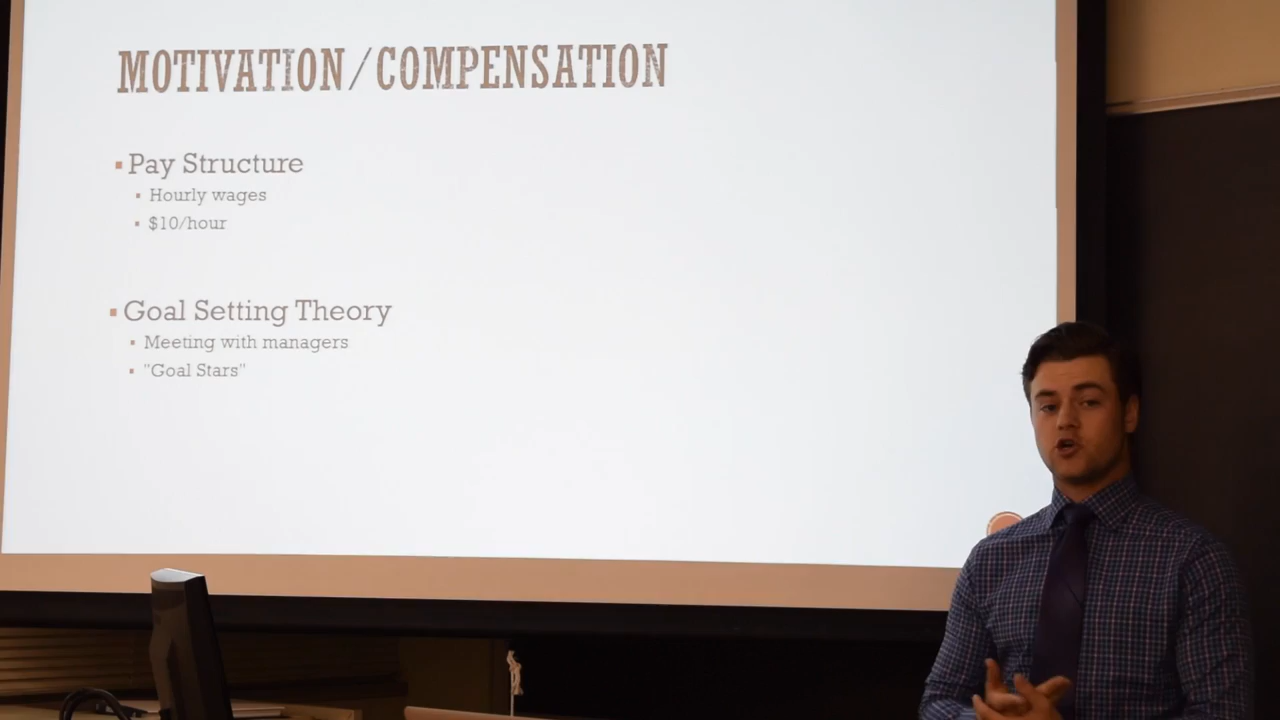 MOTIVATION/COMPENSATION
Pay Structure
Hourly wages
$10/hour
Goal Setting Theory
Meeting with managers
"Goal Stars"